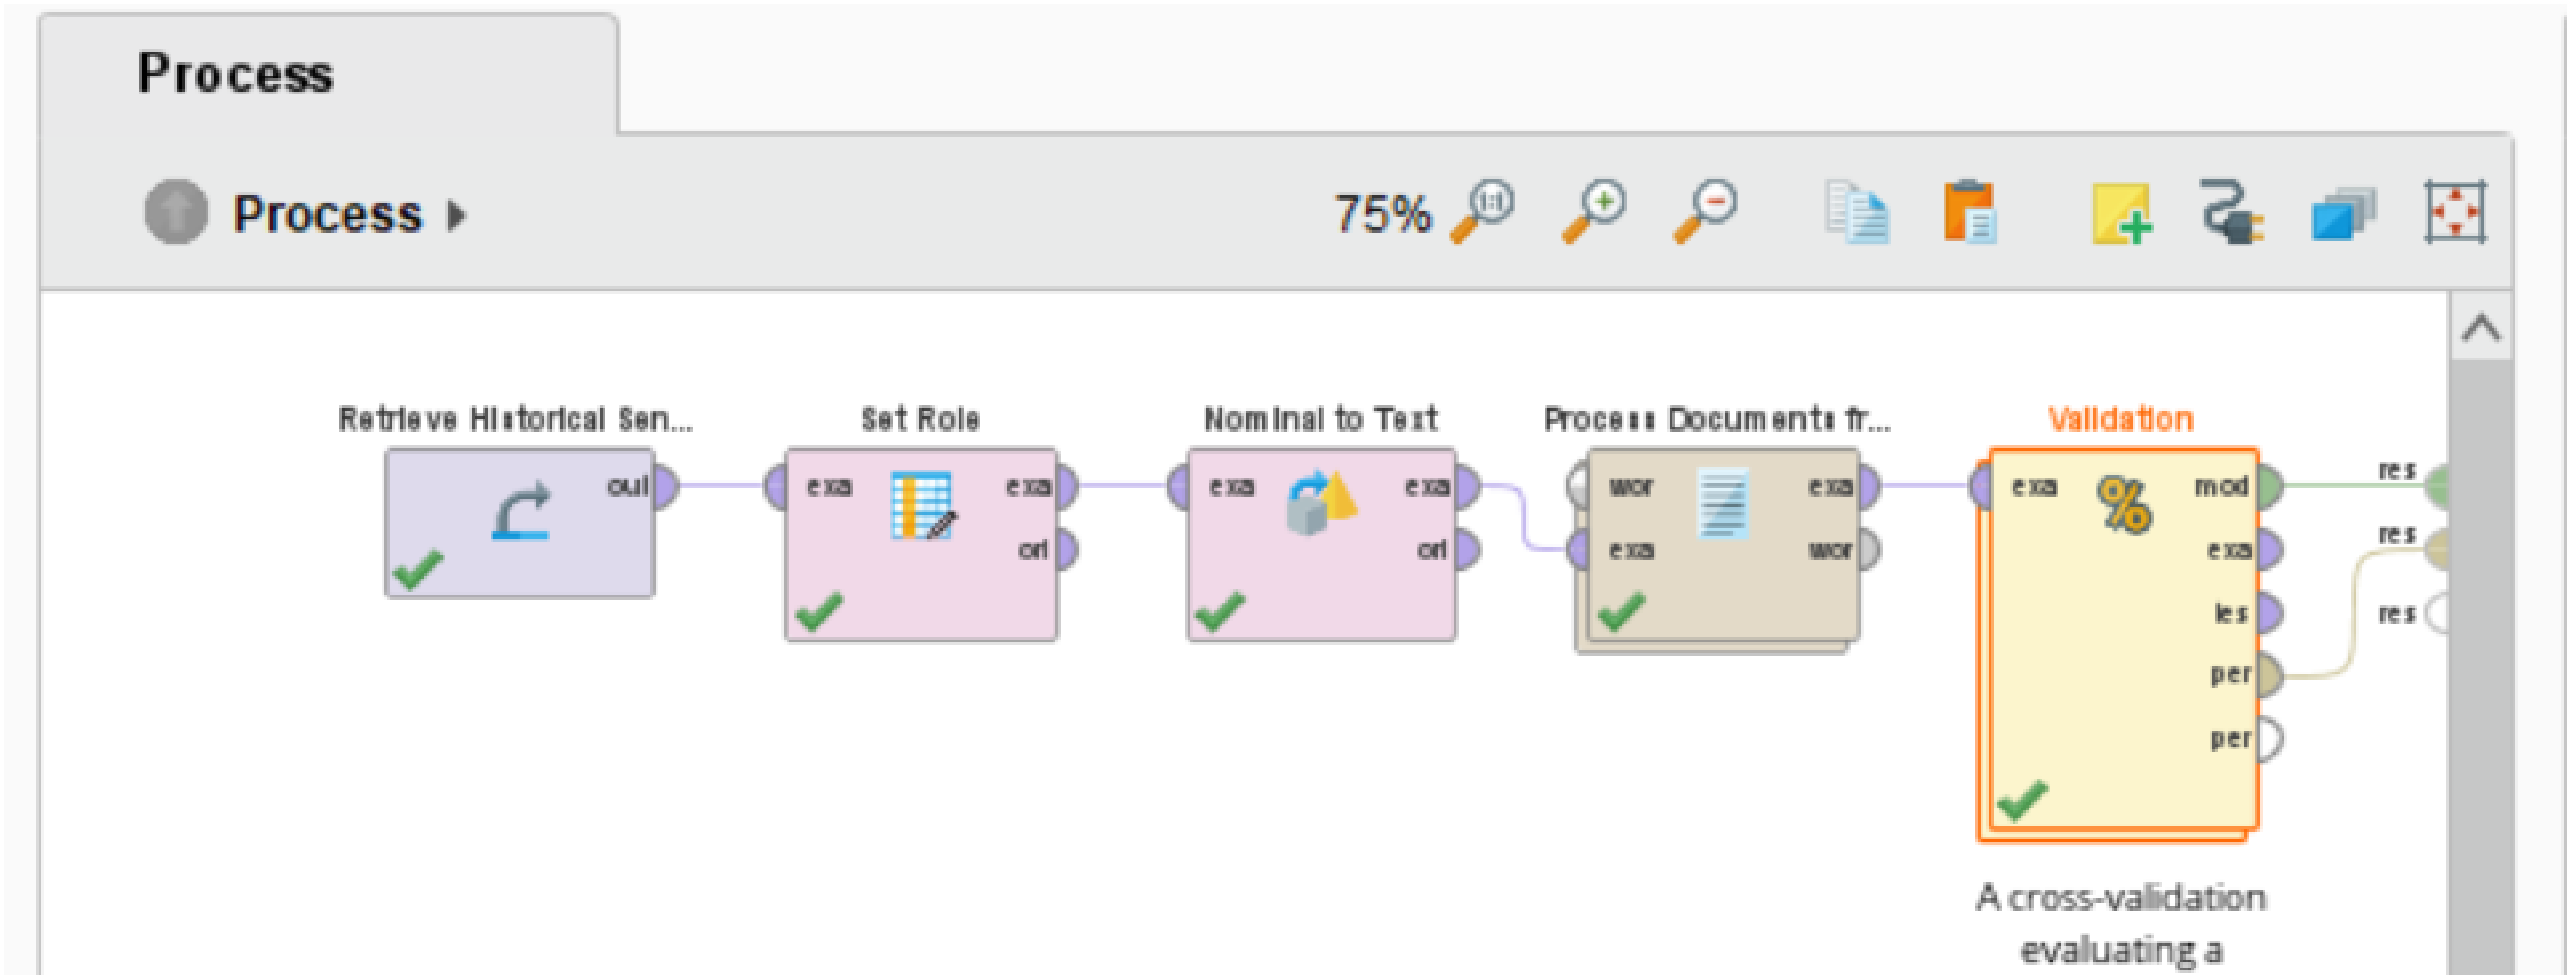 Process
Process
75% 1:1
Retrieve Historical Sen... Set Role Nominal to Text Process Documents fr... Validation
out exa exa exa exa wor exa exa mod res
ori ori exa wor exa res
tes res
per
per
A cross-validation
evaluating a